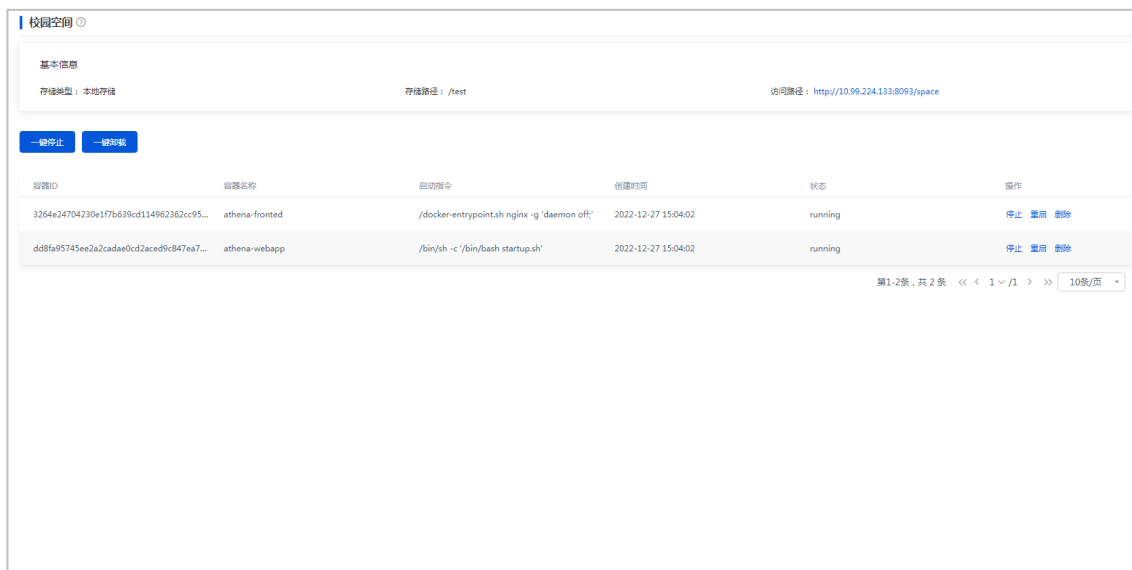 校园空间
基本信息
存储类型： 本地存储 存储路径： /test 访问路径： http://10.99.224.133:8093/space
一键停止 一键卸载
容器ID 容器名称 启动指令 创建时间 状态 操作
3264e24704230e1f7b639cd114962362cc95... athena-fronted /docker-entrypoint.sh nginx -g 'daemon off;' 2022-12-27 15:04:02 running 停止 重启 删除
dd8fa95745ee2a2cadae0cd2aced9c847ea7... athena-webapp /bin/sh -c '/bin/bash startup.sh' 2022-12-27 15:04:02 running 停止 重启 删除
第1-2条，共 2 条 1 /1 10条/页